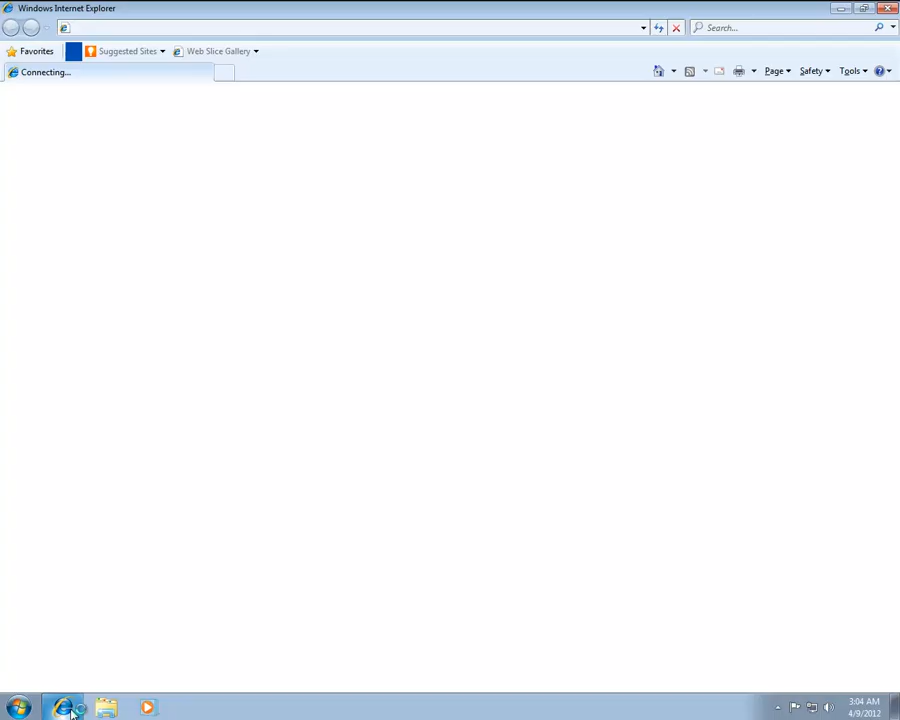 Windows Internet Explorer
Search...
Favorites Suggested Sites Web Slice Gallery
Connecting...
Page Safety Tools
3:04 AM
4/9/2012